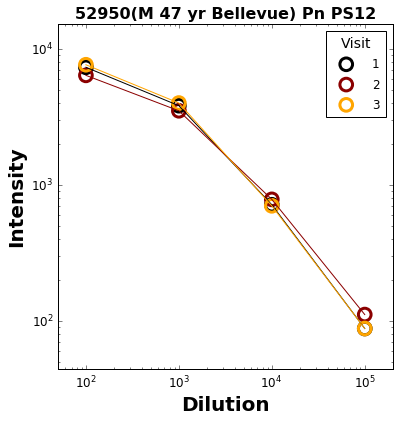 52950(M 47 yr Bellevue) Pn PS12
Visit
1
2
3
Intensity
10⁴
10³
10²
10² 10³ 10⁴ 10⁵
Dilution